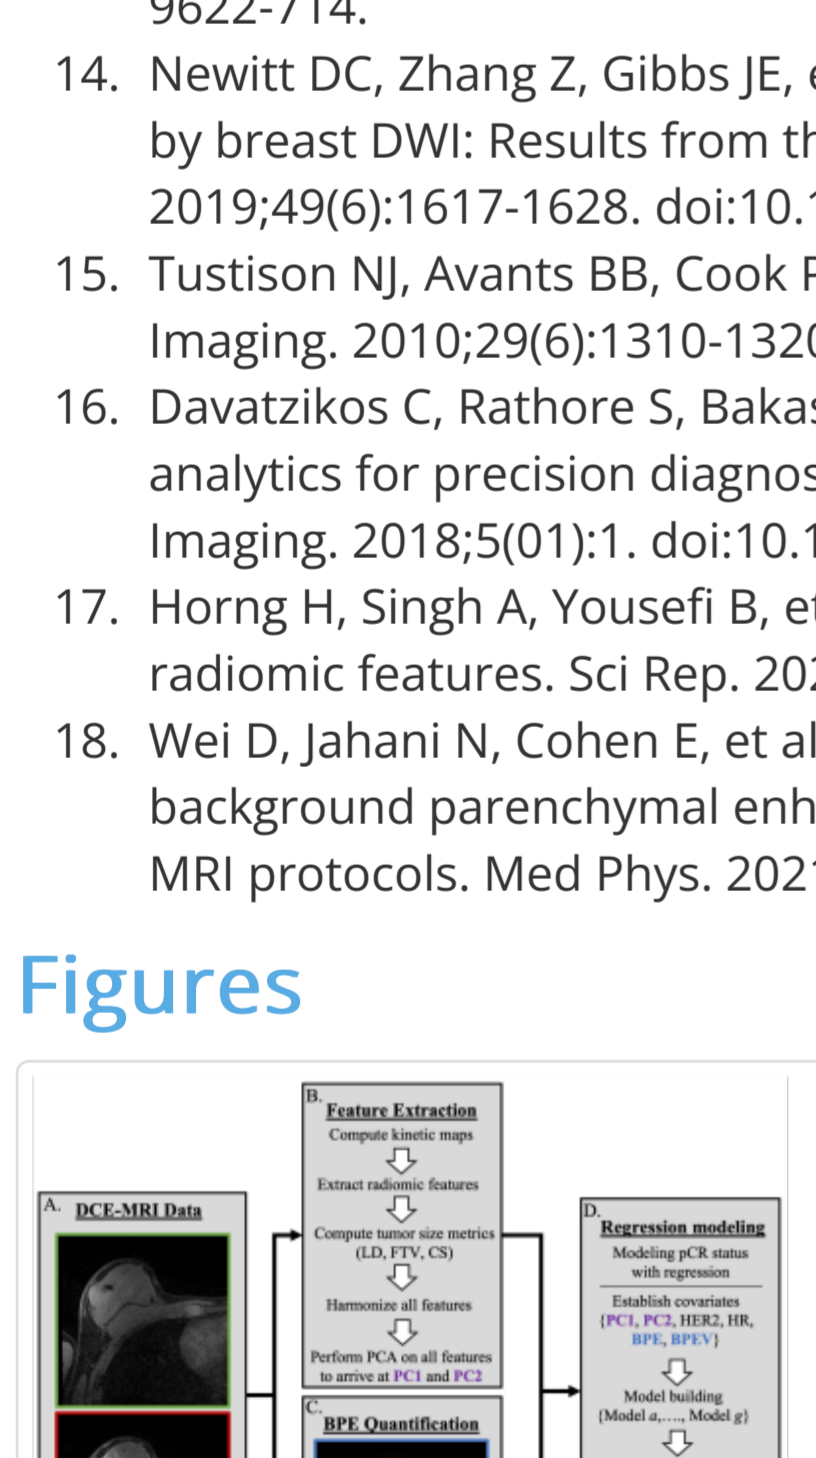 9622-714.
14. Newitt DC, Zhang Z, Gibbs JE,
by breast DWI: Results from
2019;49(6):1617-1628. doi:10.
15. Tustison NJ, Avants BB, Cook
Imaging. 2010;29(6):1310-1320
16. Davatzikos C, Rathore S, Bakas
analytics for precision diagnos
Imaging. 2018;5(01):1. doi:10.1
17. Horng H, Singh A, Yousefi B, et
radiomic features. Sci Rep. 202
18. Wei D, Jahani N, Cohen E, et al
background parenchymal enh
MRI protocols. Med Phys. 2021
Figures
A. DCE-MRI Data
B. Feature Extraction
Compute kinetic maps
Extract radiomic features
Compute tumor size metrics
(LD, FTV, CS)
Harmonize all features
Perform PCA on all features
to arrive at PC1 and PC2
C.
BPE Quantification
D.
Regression modeling
Modeling pCR status
with regression
Establish covariates
{PC1, PC2, HER2, HR,
BPE, BPEV}
Model building
{Model a,...., Model g}